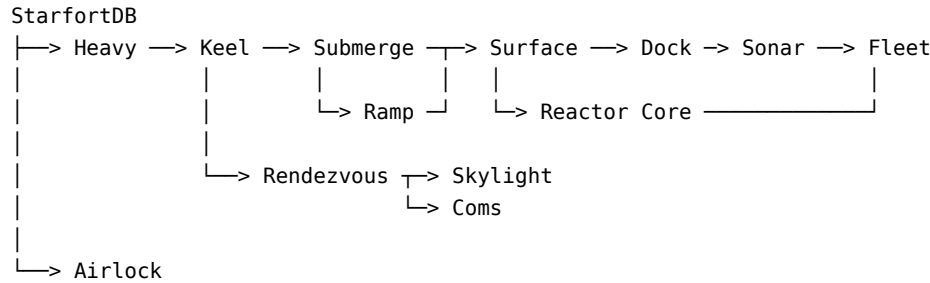 StarfortDB
Heavy Keel Submerge Surface Dock Sonar Fleet
Ramp Reactor Core
Rendezvous Skylight
Coms
Airlock